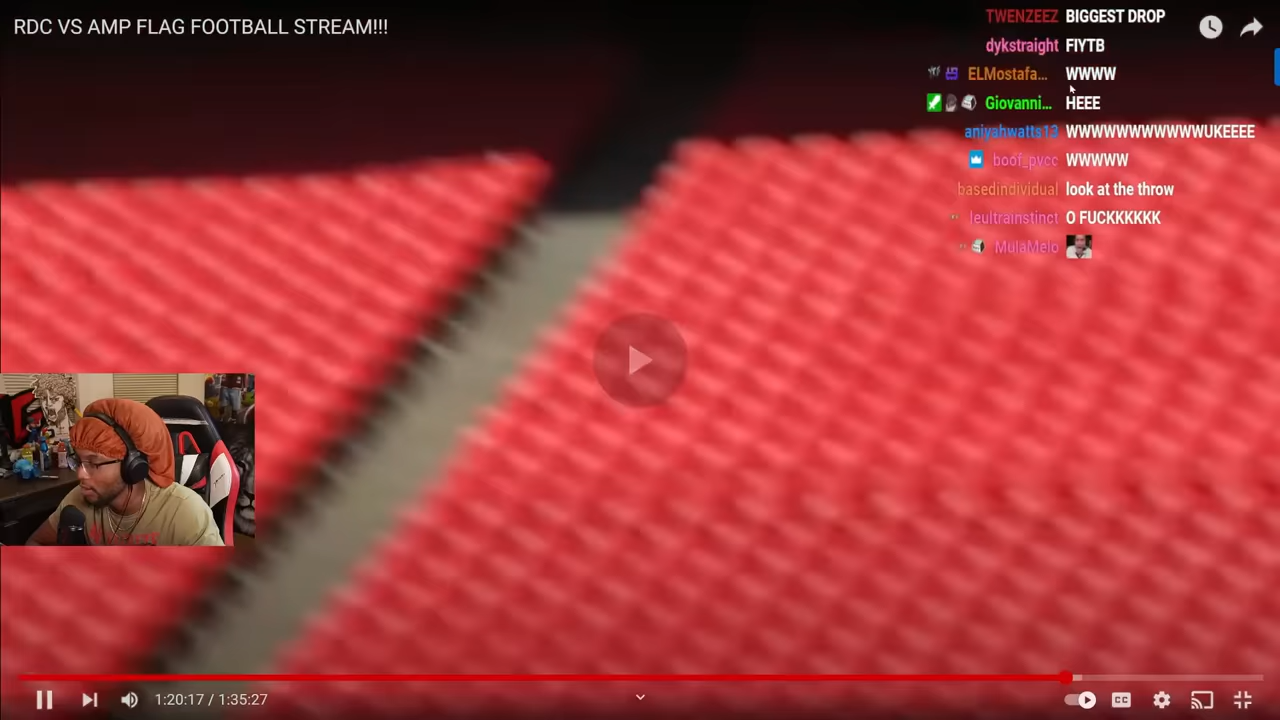 RDC VS AMP FLAG FOOTBALL STREAM!!!
TWENZEEZ BIGGEST DROP
dykstraight FIYTB
ELMostafa… WWWW
Giovanni… HEEE
aniyahwatts13 WWWWWWWWWWWUKEEEE
boof_pvcc WWWWW
basedindividual look at the throw
leultrainstinct O FUCKKKKKK
MulaMelo
1:20:17 / 1:35:27
CC